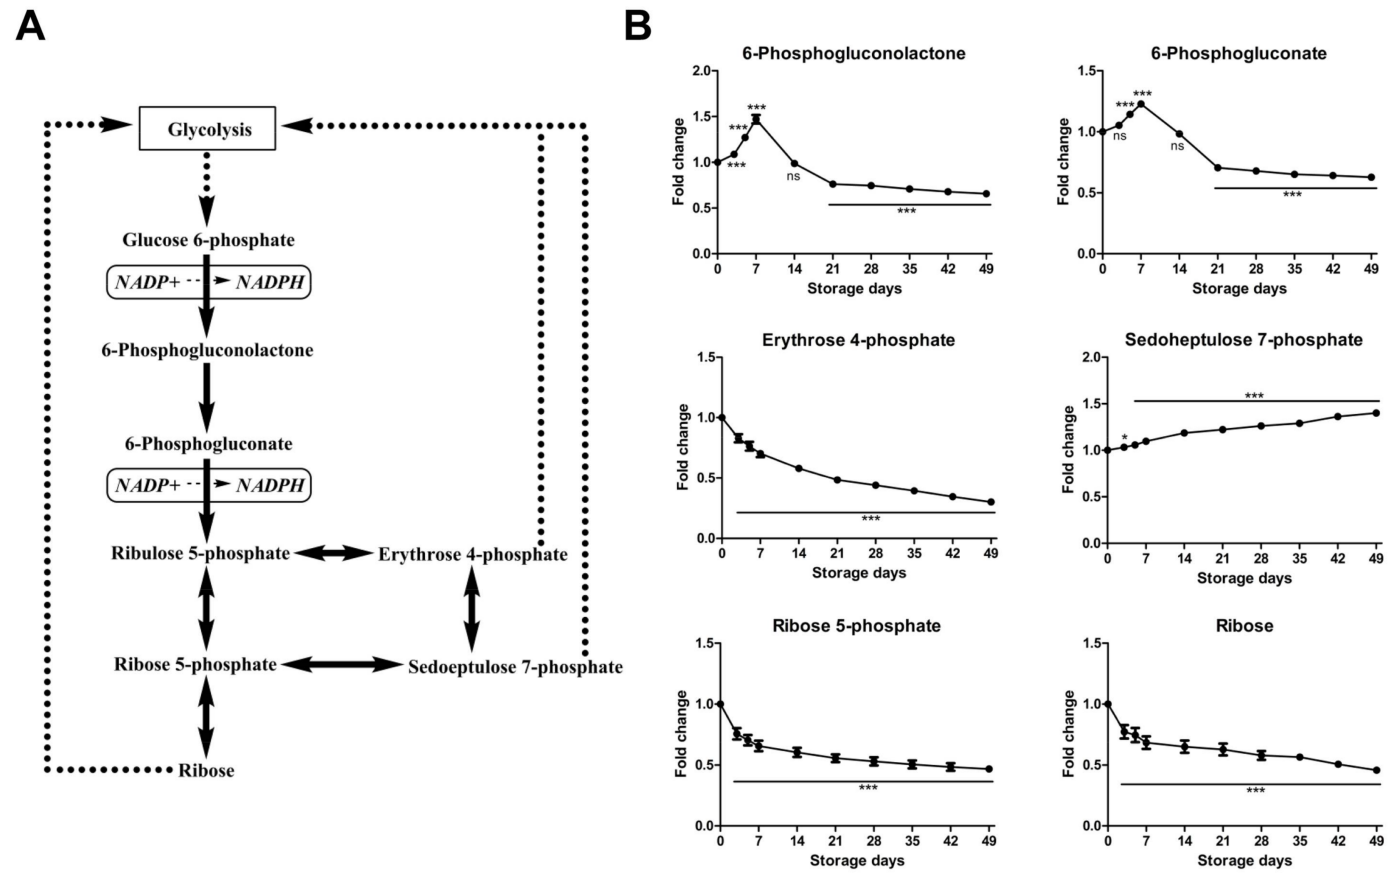 A
Glycolysis
Glucose 6-phosphate
NADP+ NADPH
6-Phosphogluconolactone
6-Phosphogluconate
NADP+ NADPH
Ribulose 5-phosphate Erythrose 4-phosphate
Ribose 5-phosphate Sedoeptulose 7-phosphate
Ribose
B
6-Phosphogluconolactone
Fold change
2.0
1.5
1.0
0.5
0.0
***
***
***
ns
***
0 7 14 21 28 35 42 49
Storage days
6-Phosphogluconate
Fold change
1.5
1.0
0.5
0.0
***
***
ns
ns
***
0 7 14 21 28 35 42 49
Storage days
Erythrose 4-phosphate
Fold change
1.5
1.0
0.5
0.0
***
0 7 14 21 28 35 42 49
Storage days
Sedoheptulose 7-phosphate
Fold change
2.0
1.5
1.0
0.5
0.0
***
*
0 7 14 21 28 35 42 49
Storage days
Ribose 5-phosphate
Fold change
1.5
1.0
0.5
0.0
***
0 7 14 21 28 35 42 49
Storage days
Ribose
Fold change
1.5
1.0
0.5
0.0
***
0 7 14 21 28 35 42 49
Storage days